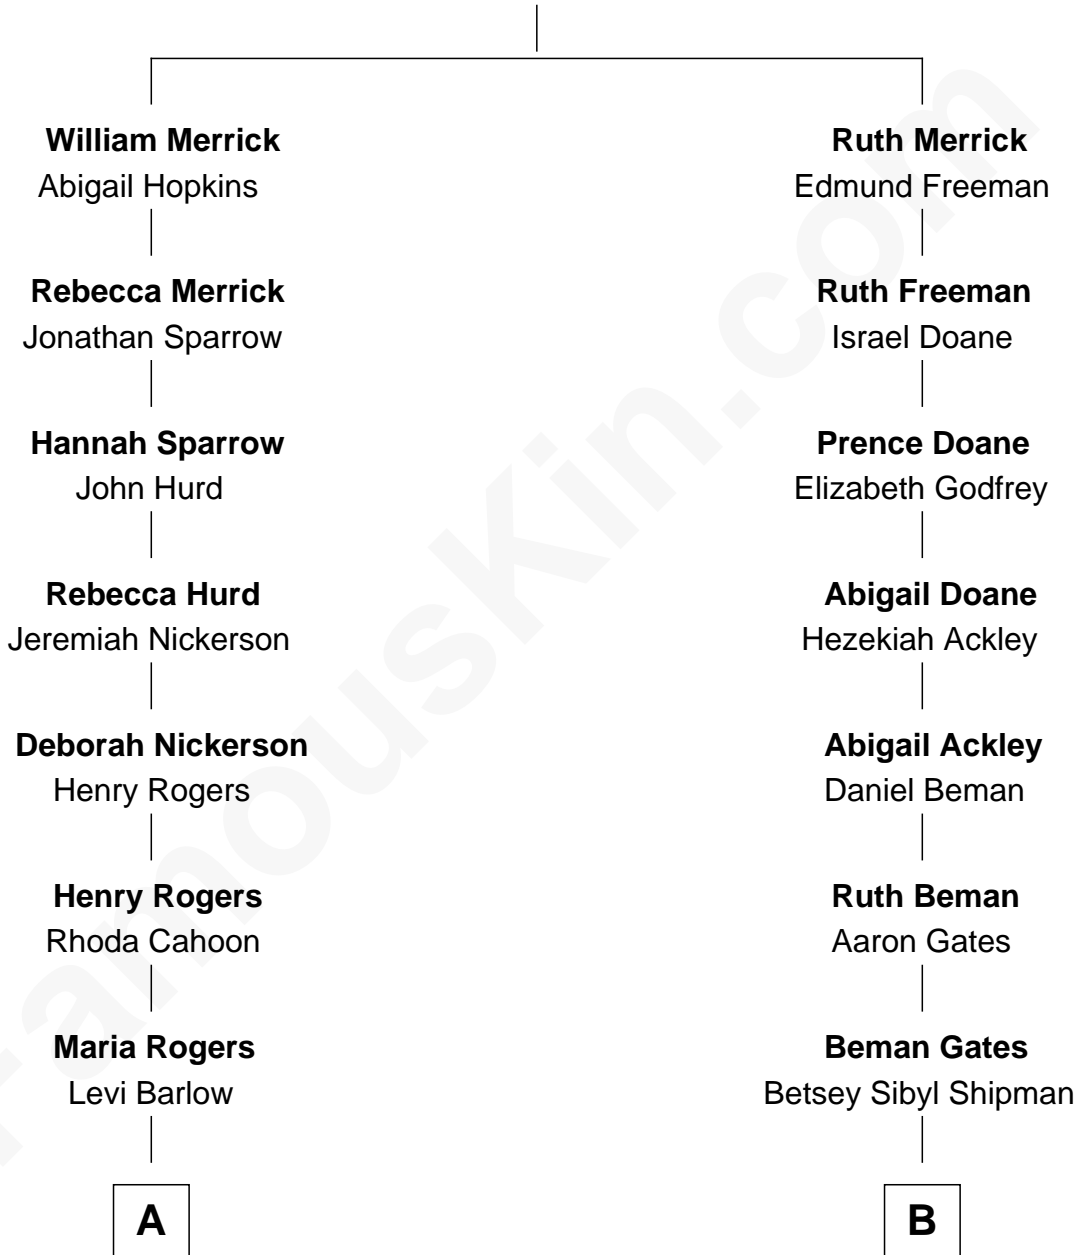 William Merrick
Abigail Hopkins
Rebecca Merrick
Jonathan Sparrow
Hannah Sparrow
John Hurd
Rebecca Hurd
Jeremiah Nickerson
Deborah Nickerson
Henry Rogers
Henry Rogers
Rhoda Cahoon
Maria Rogers
Levi Barlow
A
Ruth Merrick
Edmund Freeman
Ruth Freeman
Israel Doane
Prence Doane
Elizabeth Godfrey
Abigail Doane
Hezekiah Ackley
Abigail Ackley
Daniel Beman
Ruth Beman
Aaron Gates
Beman Gates
Betsey Sibyl Shipman
B
FamousKin.com